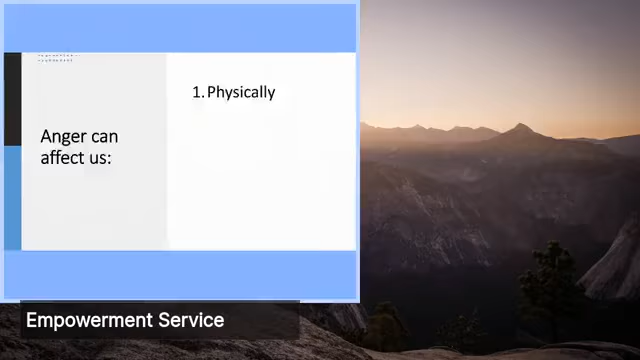 Anger can
affect us:
1. Physically
Empowerment Service